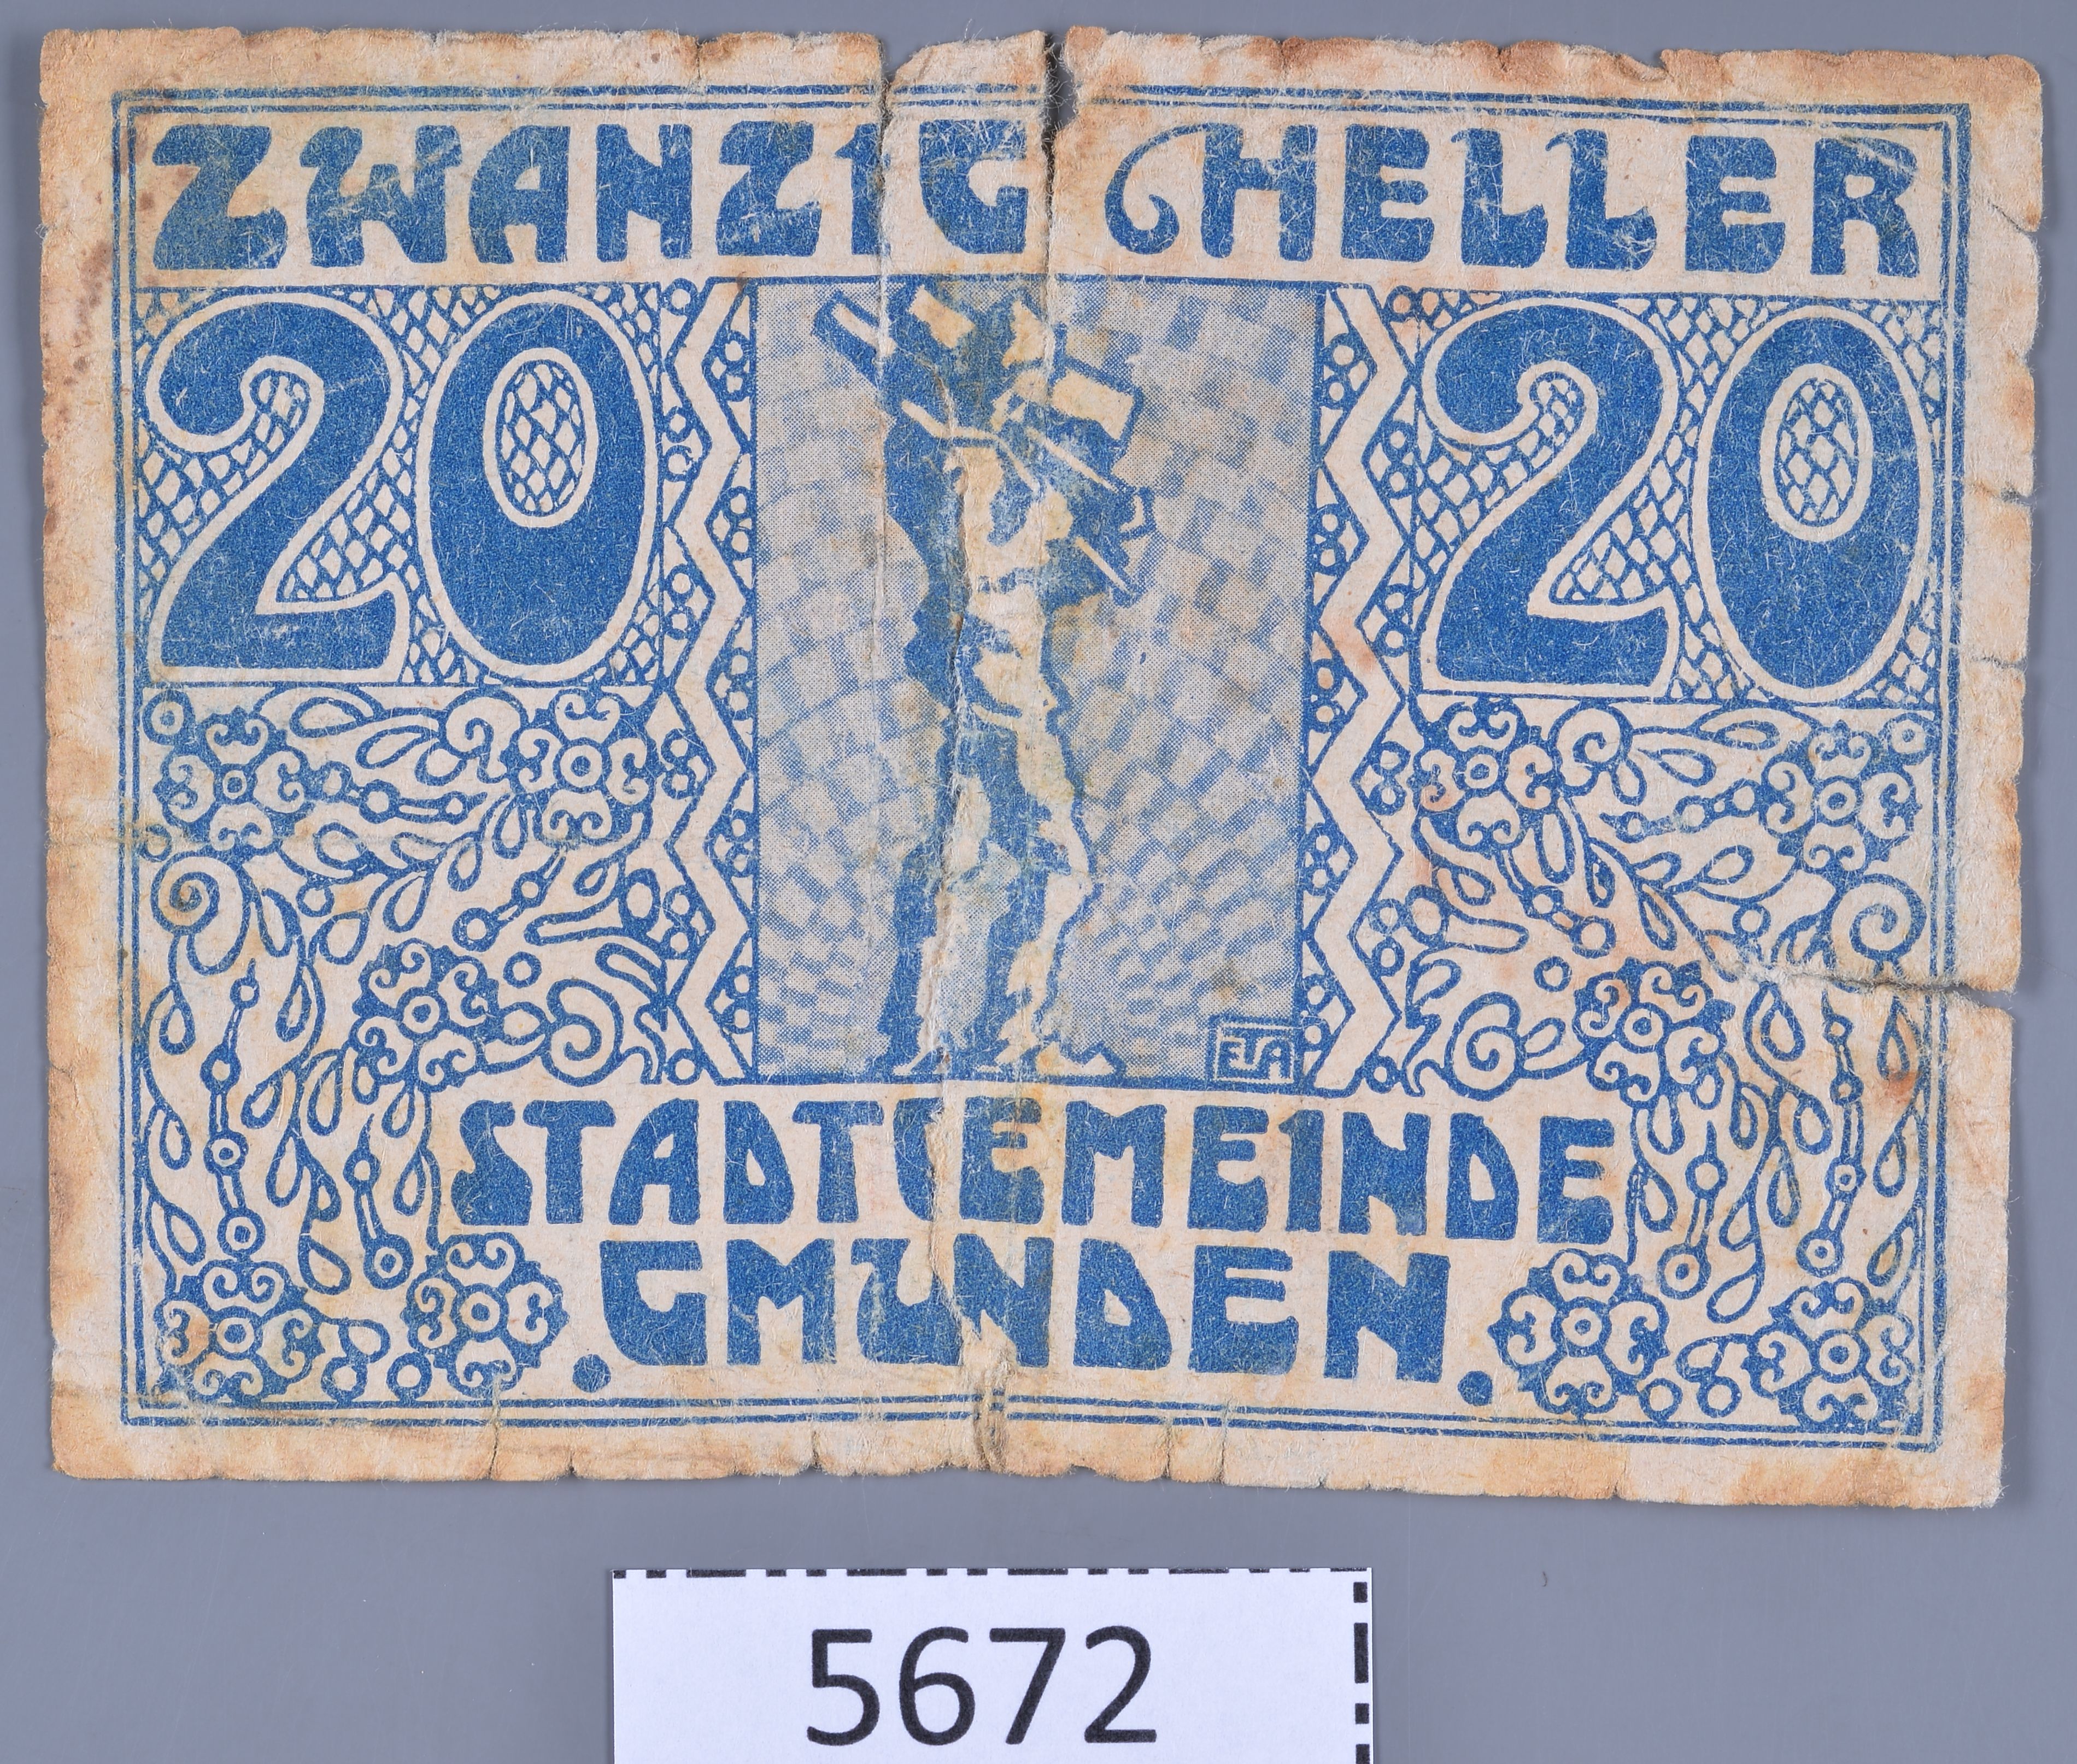 ZWANZIG HELLER
20 20
STADTGEMEINDE
. GMUNDEN .
5672